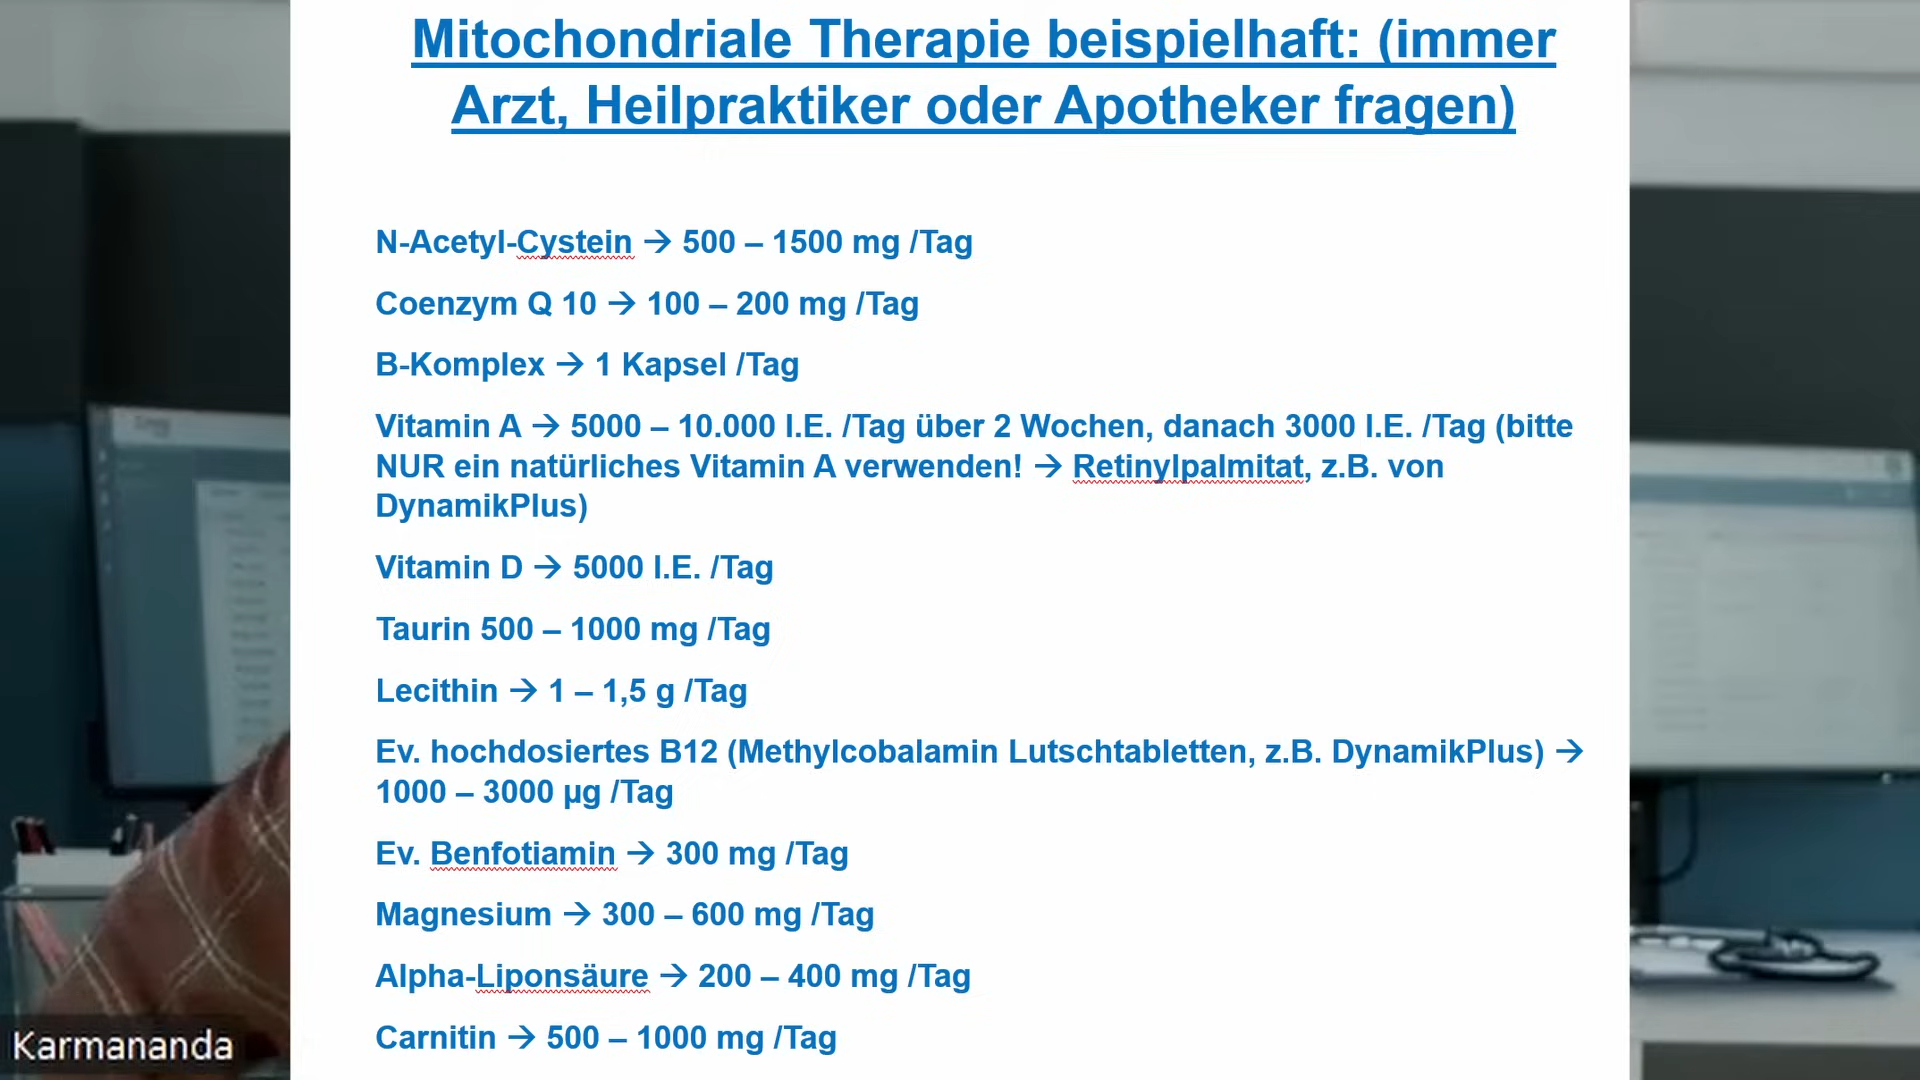 Mitochondriale Therapie beispielhaft: (immer
Arzt, Heilpraktiker oder Apotheker fragen)
N-Acetyl-Cystein → 500 – 1500 mg /Tag
Coenzym Q 10 → 100 – 200 mg /Tag
B-Komplex → 1 Kapsel /Tag
Vitamin A → 5000 – 10.000 I.E. /Tag über 2 Wochen, danach 3000 I.E. /Tag (bitte
NUR ein natürliches Vitamin A verwenden! → Retinylpalmitat, z.B. von
DynamikPlus)
Vitamin D → 5000 I.E. /Tag
Taurin 500 – 1000 mg /Tag
Lecithin → 1 – 1,5 g /Tag
Ev. hochdosiertes B12 (Methylcobalamin Lutschtabletten, z.B. DynamikPlus) →
1000 – 3000 µg /Tag
Ev. Benfotiamin → 300 mg /Tag
Magnesium → 300 – 600 mg /Tag
Alpha-Liponsäure → 200 – 400 mg /Tag
Carnitin → 500 – 1000 mg /Tag
Karmananda